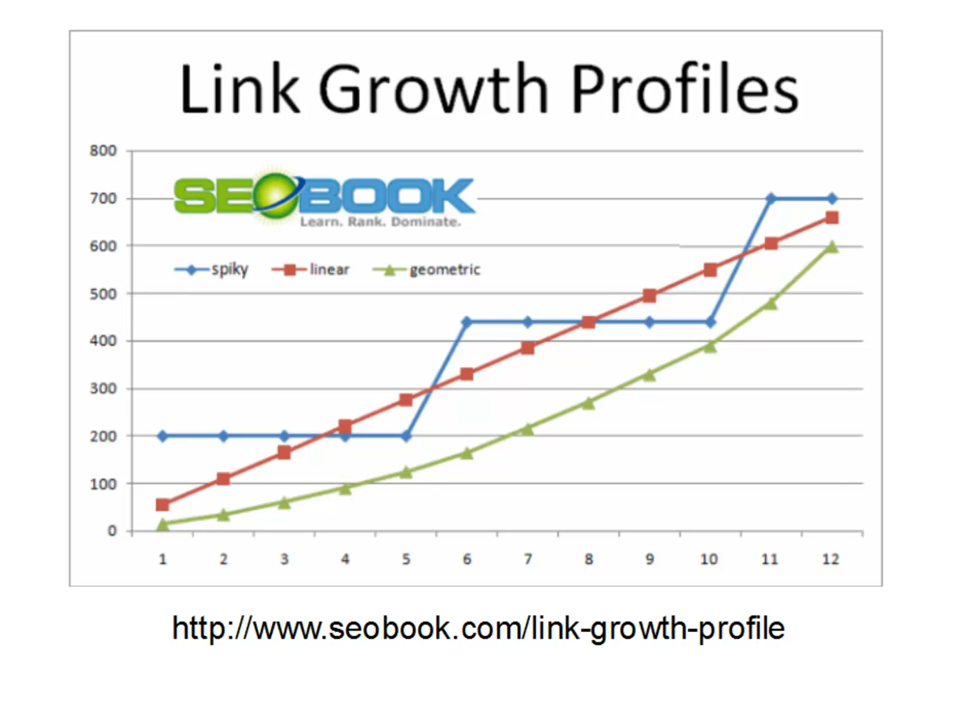 Link Growth Profiles
800
SEOBOOK
700
Learn. Rank. Dominate.
600
spiky linear geometric
500
400
300
200
100
0
1 2 3 4 5 6 7 8 9 10 11 12
http://www.seobook.com/link-growth-profile